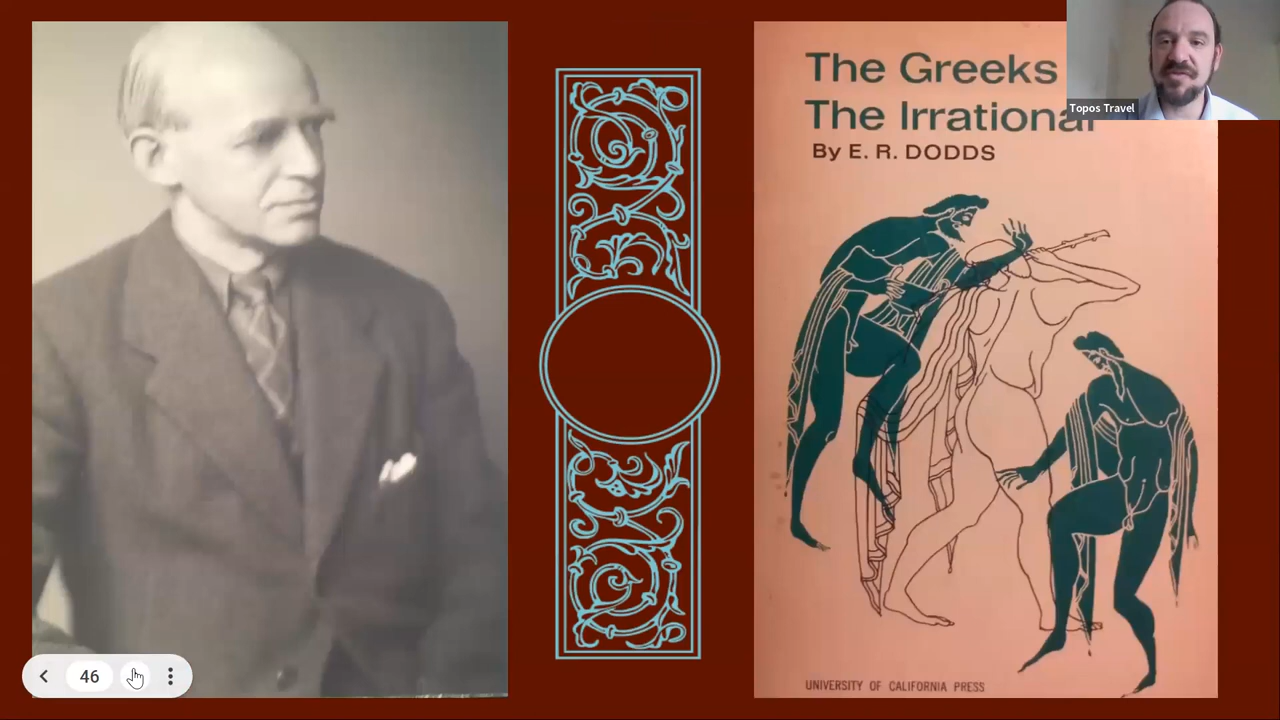 The Greeks
The Irrational
By E. R. DODDS
Topos Travel
UNIVERSITY OF CALIFORNIA PRESS
46